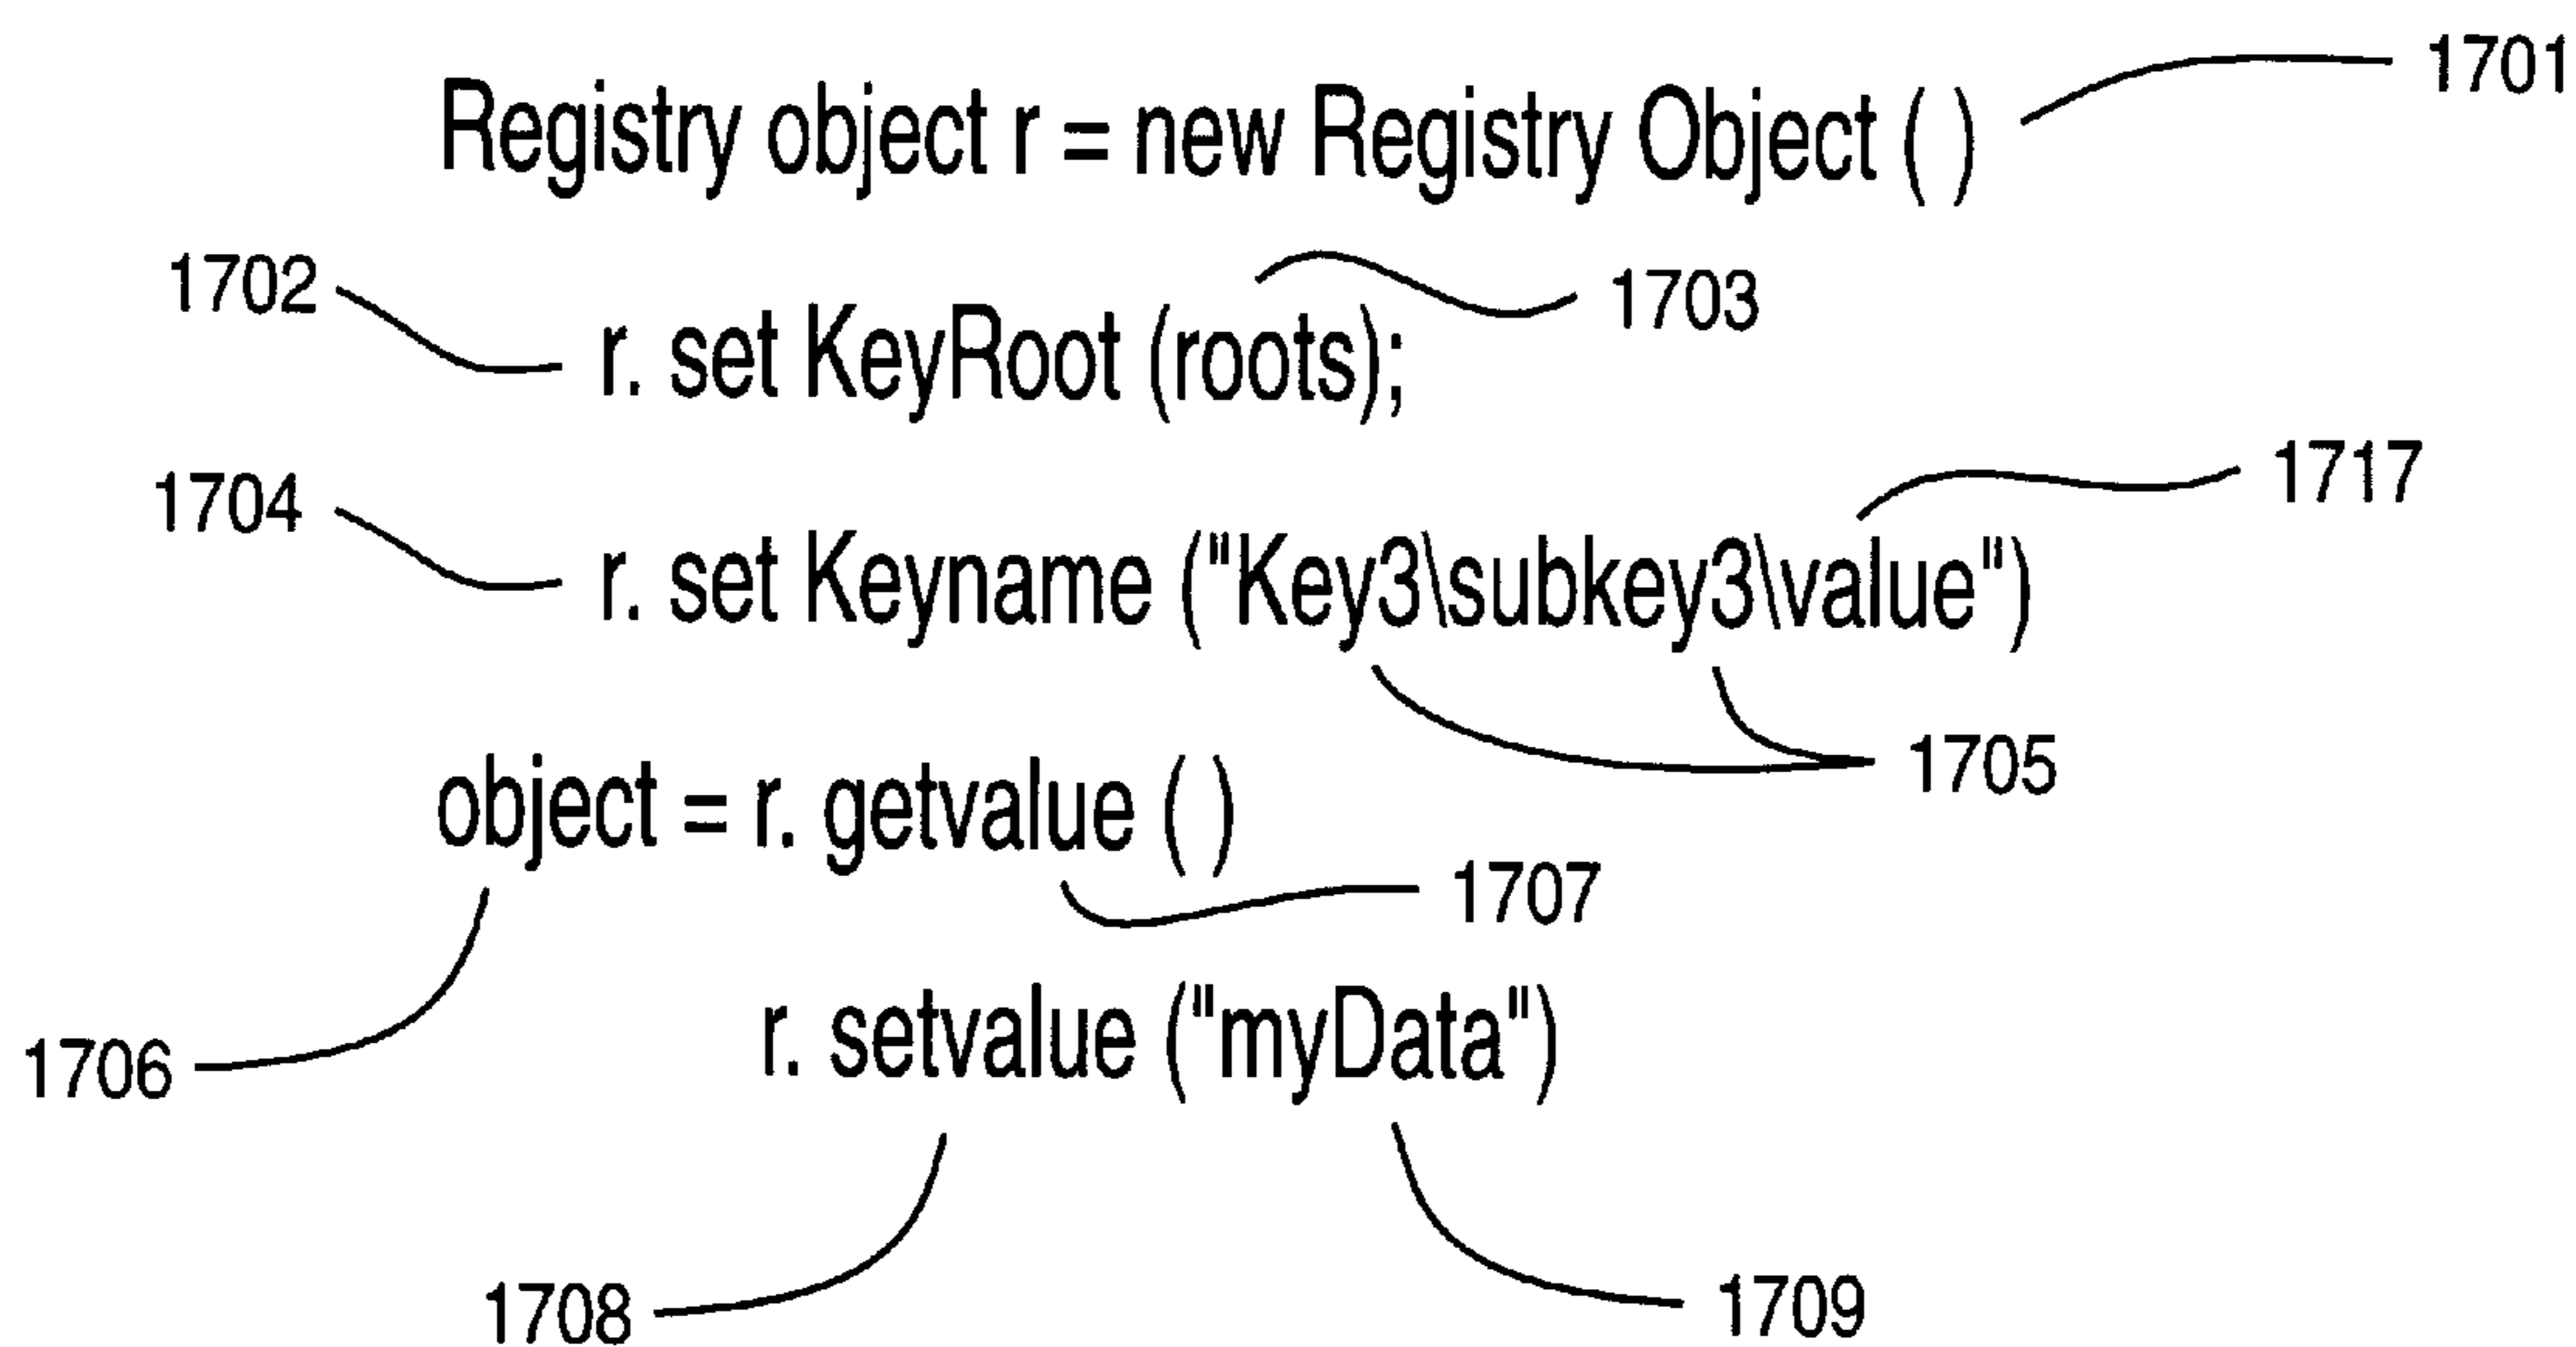 Registry object r = new Registry Object ( ) 1701
1702 r. set KeyRoot (roots); 1703
1704 r. set Keyname ("Key3\subkey3\value") 1717
1705
object = r. getvalue ( )
1707
1706 r. setvalue ("myData")
1708 1709